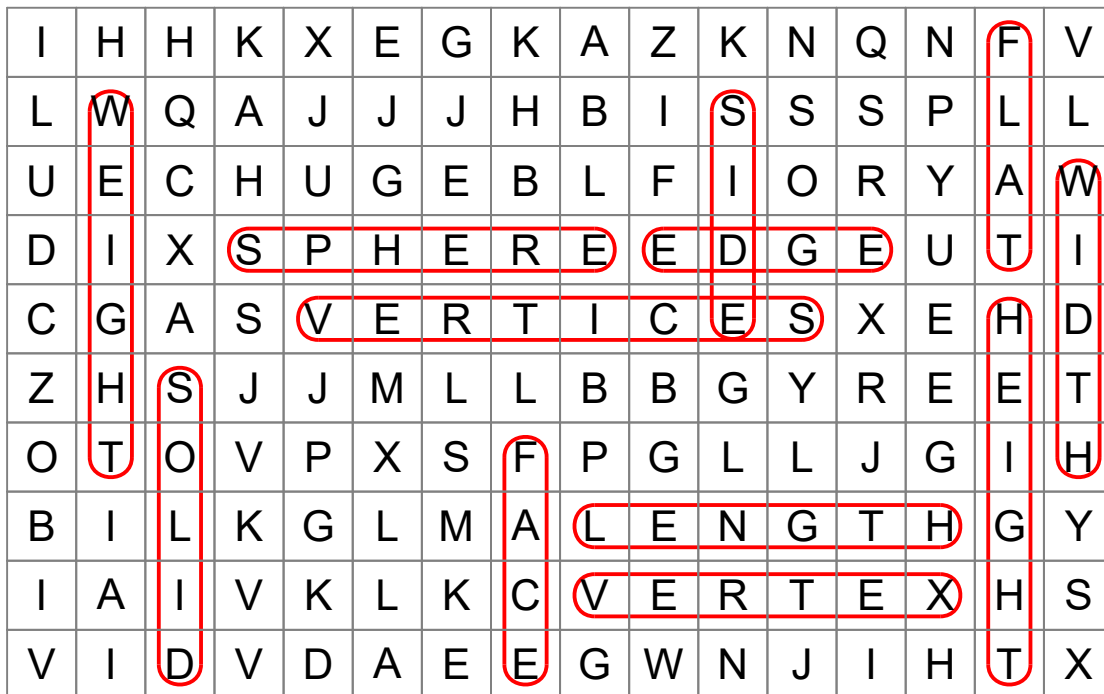 I H H K X E G K A Z K N Q N F V
L W Q A J J J H B I S S S P L L
U E C H U G E B L F I O R Y A W
D I X S P H E R E E D G E U T I
C G A S V E R T I C E S X E H D
Z H S J J M L L B B G Y R E E T
O T O V P X S F P G L L J G I H
B I L K G L M A L E N G T H G Y
I A I V K L K C V E R T E X H S
V I D V D A E E G W N J I H T X